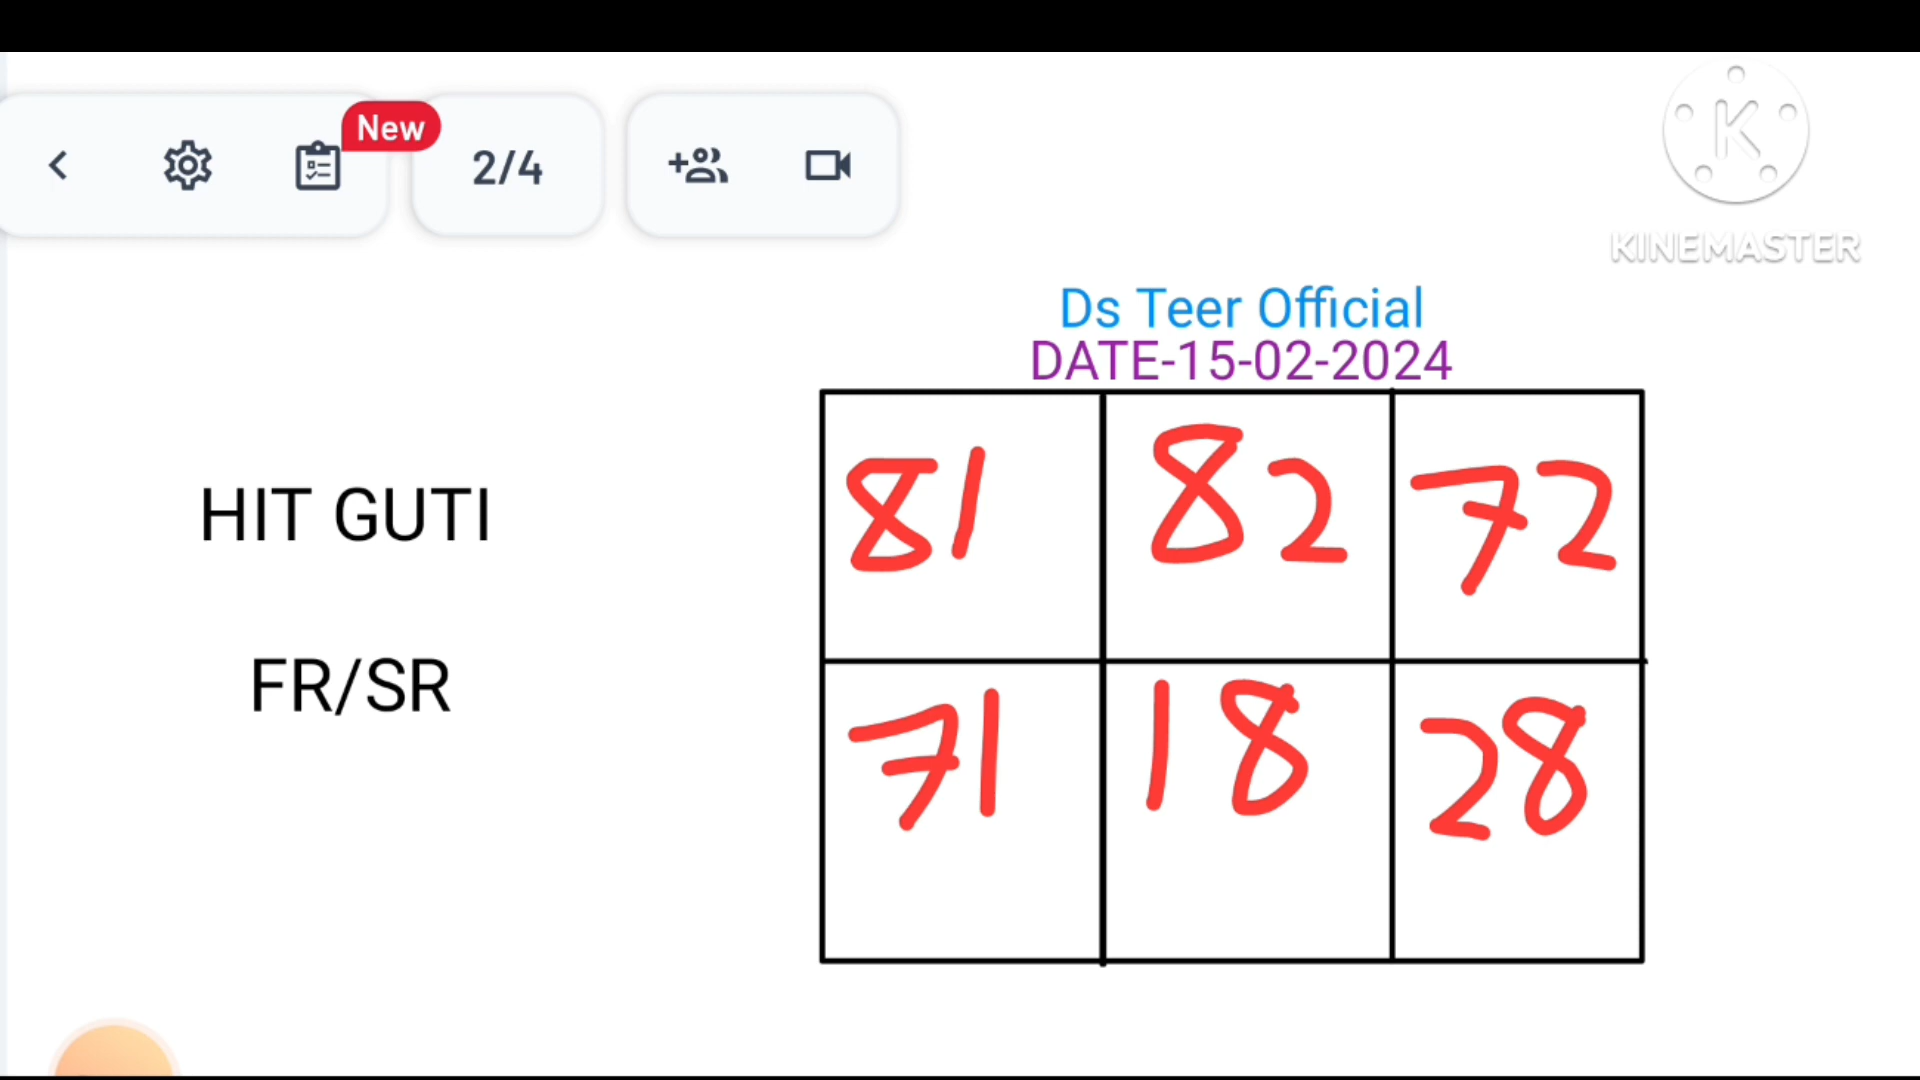 New
2/4
K
KINEMASTER
Ds Teer Official
DATE-15-02-2024
HIT GUTI
FR/SR
81 82 72
71 18 28